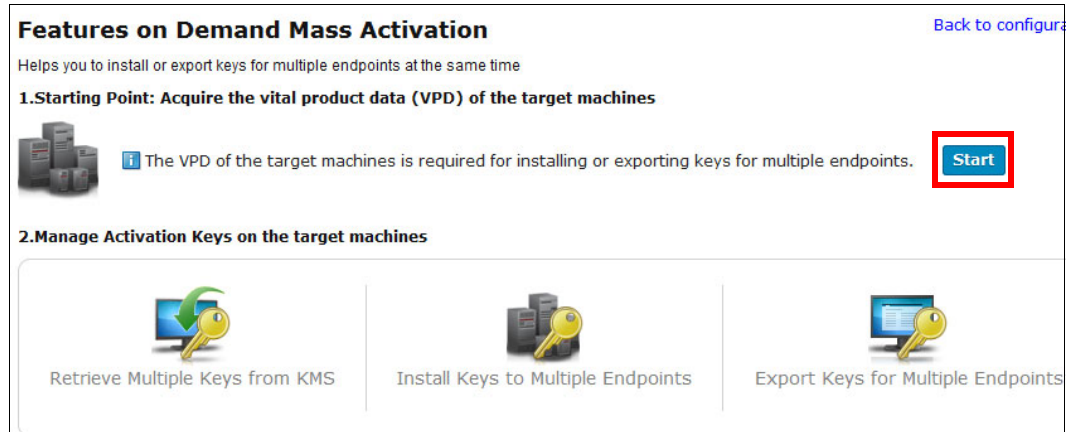 Features on Demand Mass Activation
Back to configura
Helps you to install or export keys for multiple endpoints at the same time
1.Starting Point: Acquire the vital product data (VPD) of the target machines
i The VPD of the target machines is required for installing or exporting keys for multiple endpoints.
Start
2.Manage Activation Keys on the target machines
Retrieve Multiple Keys from KMS
Install Keys to Multiple Endpoints
Export Keys for Multiple Endpoints